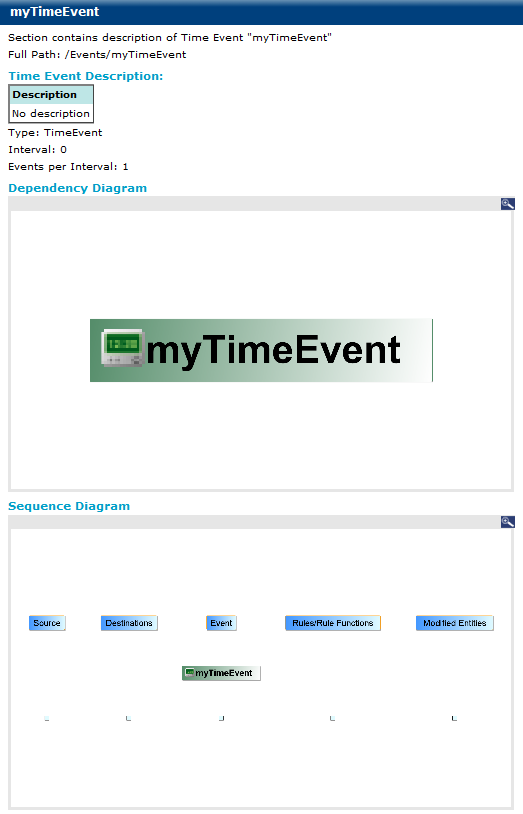 myTimeEvent
Section contains description of Time Event "myTimeEvent"
Full Path: /Events/myTimeEvent
Time Event Description:
Description
No description
Type: TimeEvent
Interval: 0
Events per Interval: 1
Dependency Diagram
myTimeEvent
Sequence Diagram
Source Destinations Event Rules/Rule Functions Modified Entities
myTimeEvent